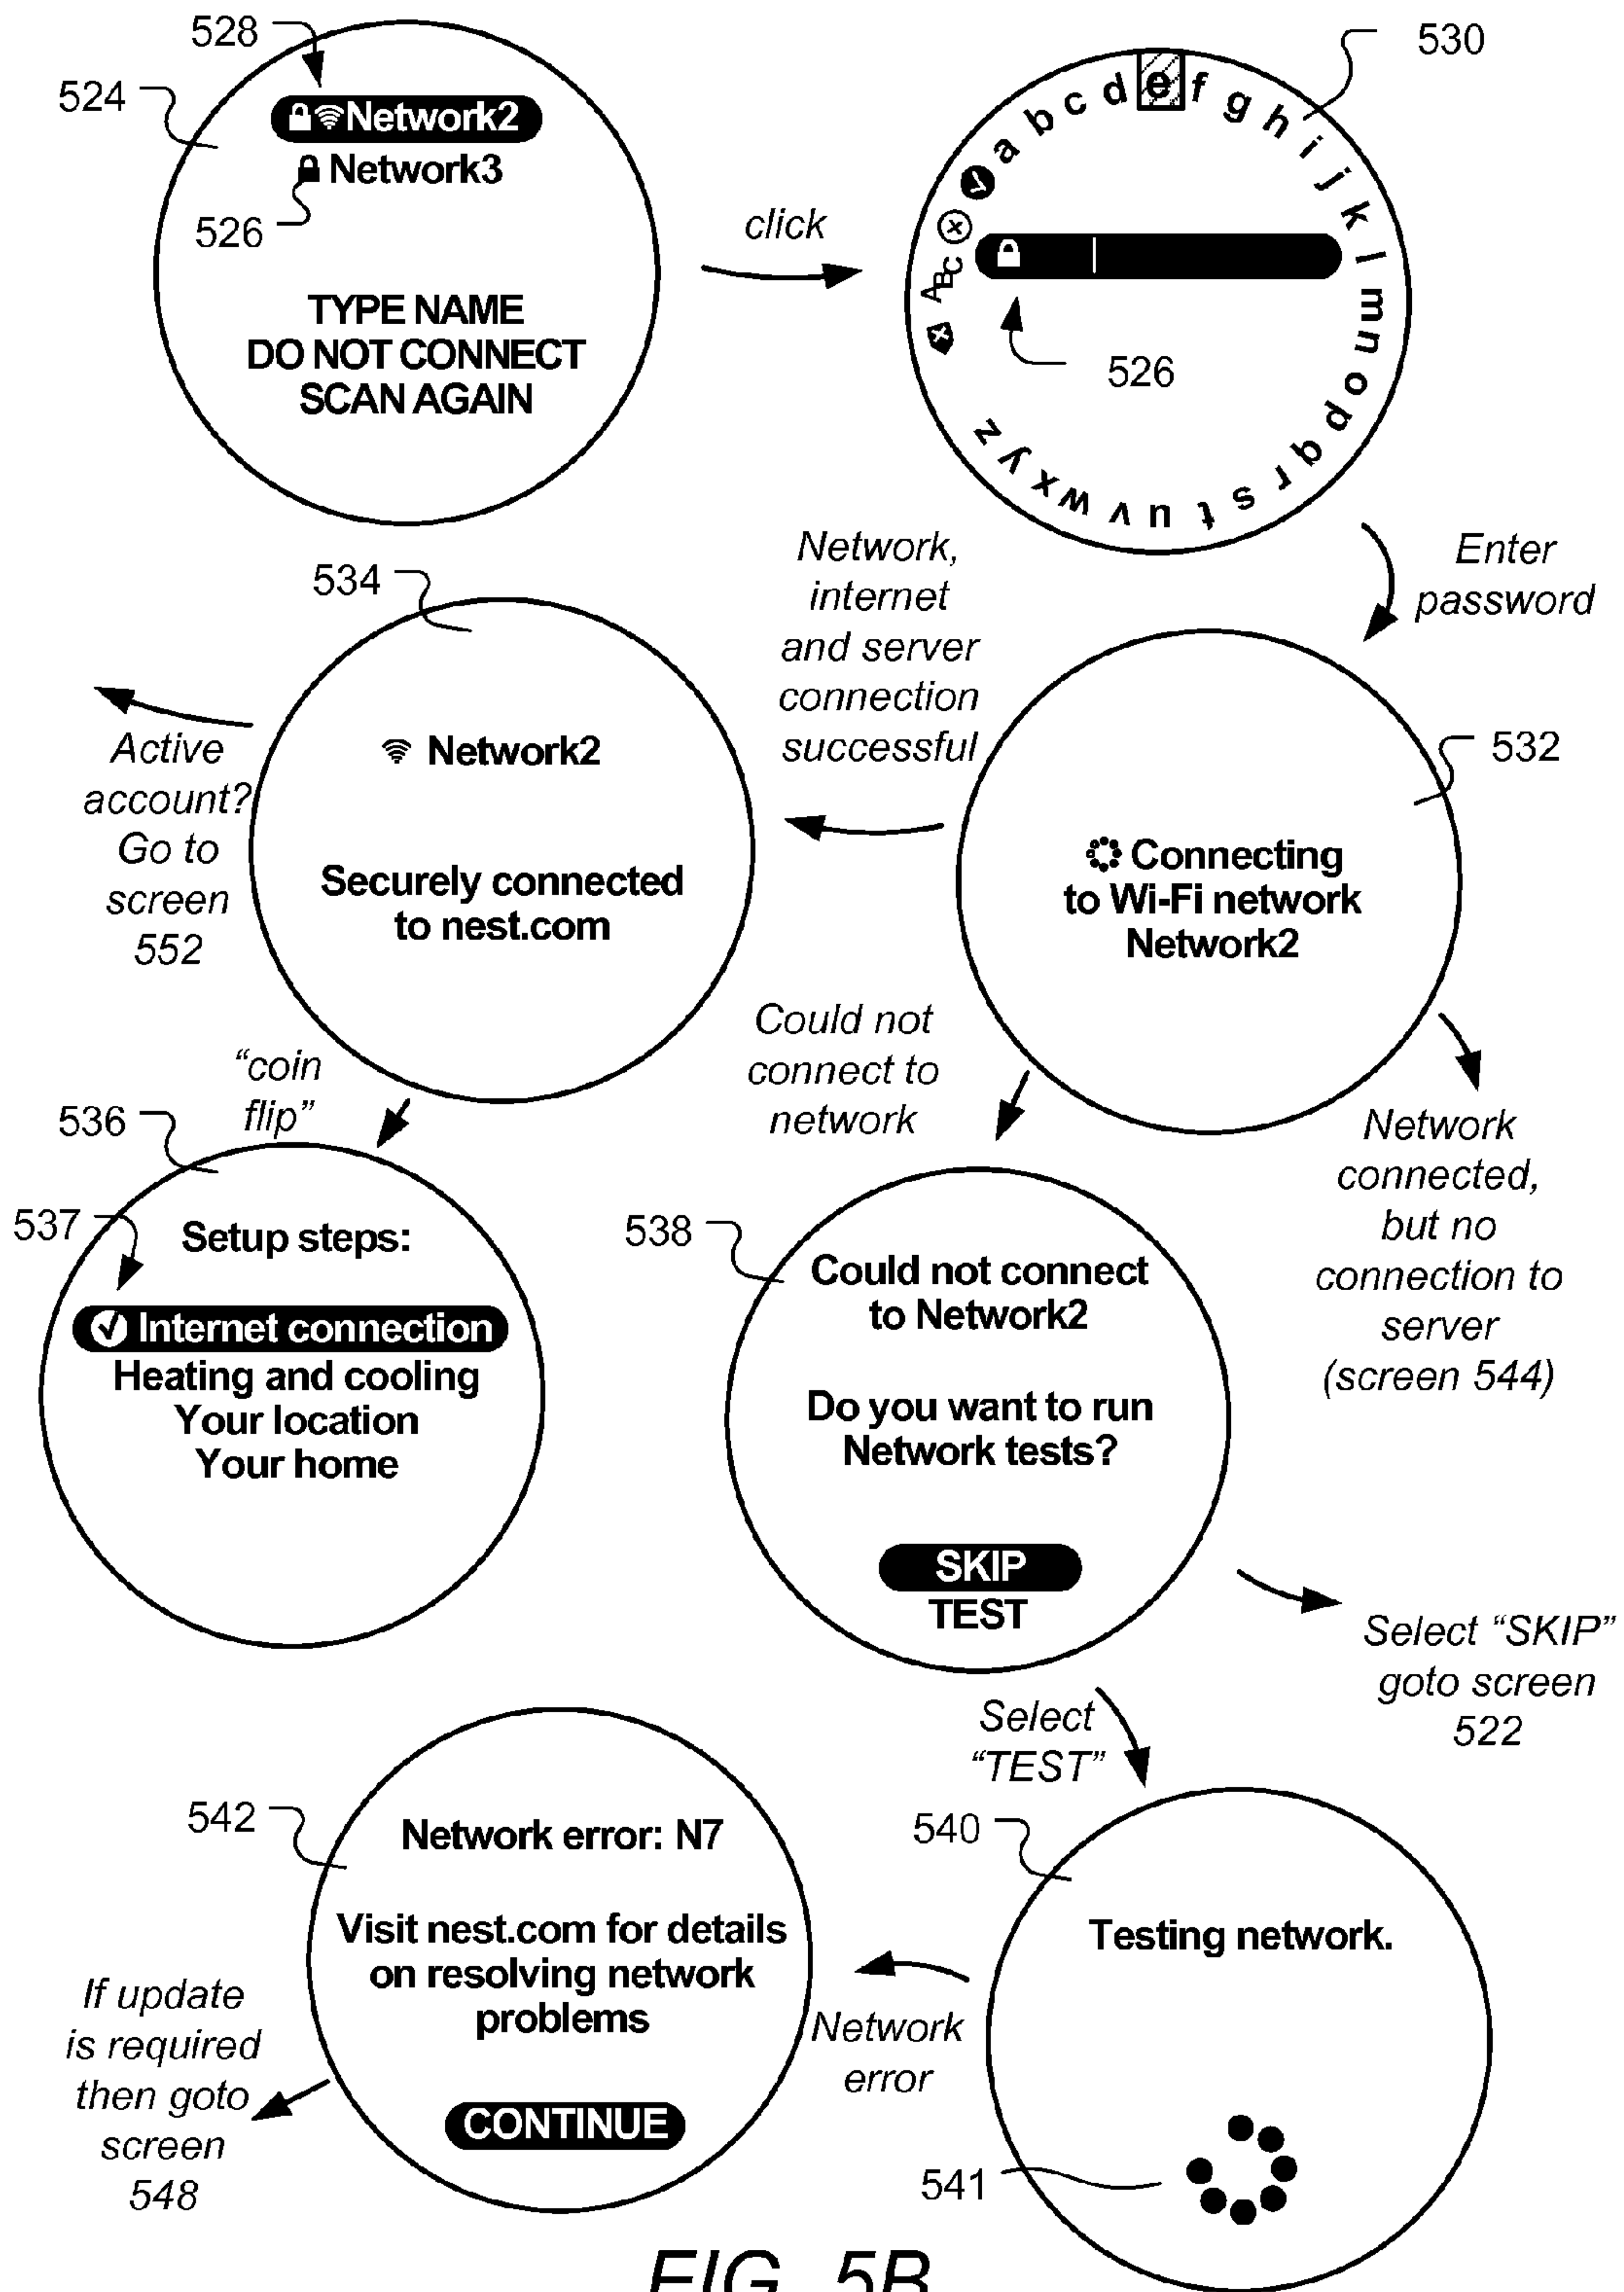 528
524
Network2
Network3
526
TYPE NAME
DO NOT CONNECT
SCAN AGAIN
click
530
a b c d e f g h i j k l m n o p q r s t u v w x y z
ABC
526
Enter
password
534
Network2
Securely connected
to nest.com
Active
account?
Go to
screen
552
Network,
internet
and server
connection
successful
532
Connecting
to Wi-Fi network
Network2
"coin
flip"
536
537
Setup steps:
Internet connection
Heating and cooling
Your location
Your home
Could not
connect to
network
538
Could not connect
to Network2
Do you want to run
Network tests?
SKIP
TEST
Network
connected,
but no
connection to
server
(screen 544)
Select “SKIP”
goto screen
522
Select
“TEST”
542
Network error: N7
Visit nest.com for details
on resolving network
problems
CONTINUE
If update
is required
then goto
screen
548
Network
error
540
Testing network.
541
FIG. 5B